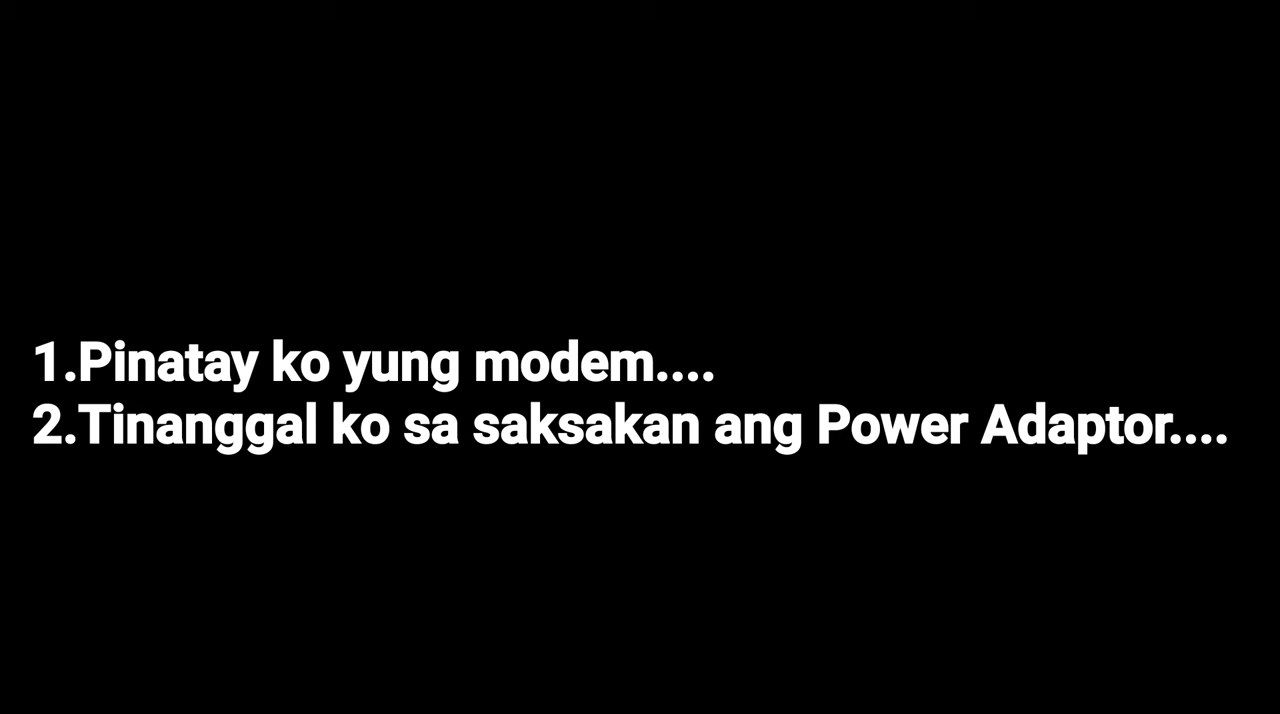 1.Pinatay ko yung modem....
2.Tinanggal ko sa saksakan ang Power Adaptor....